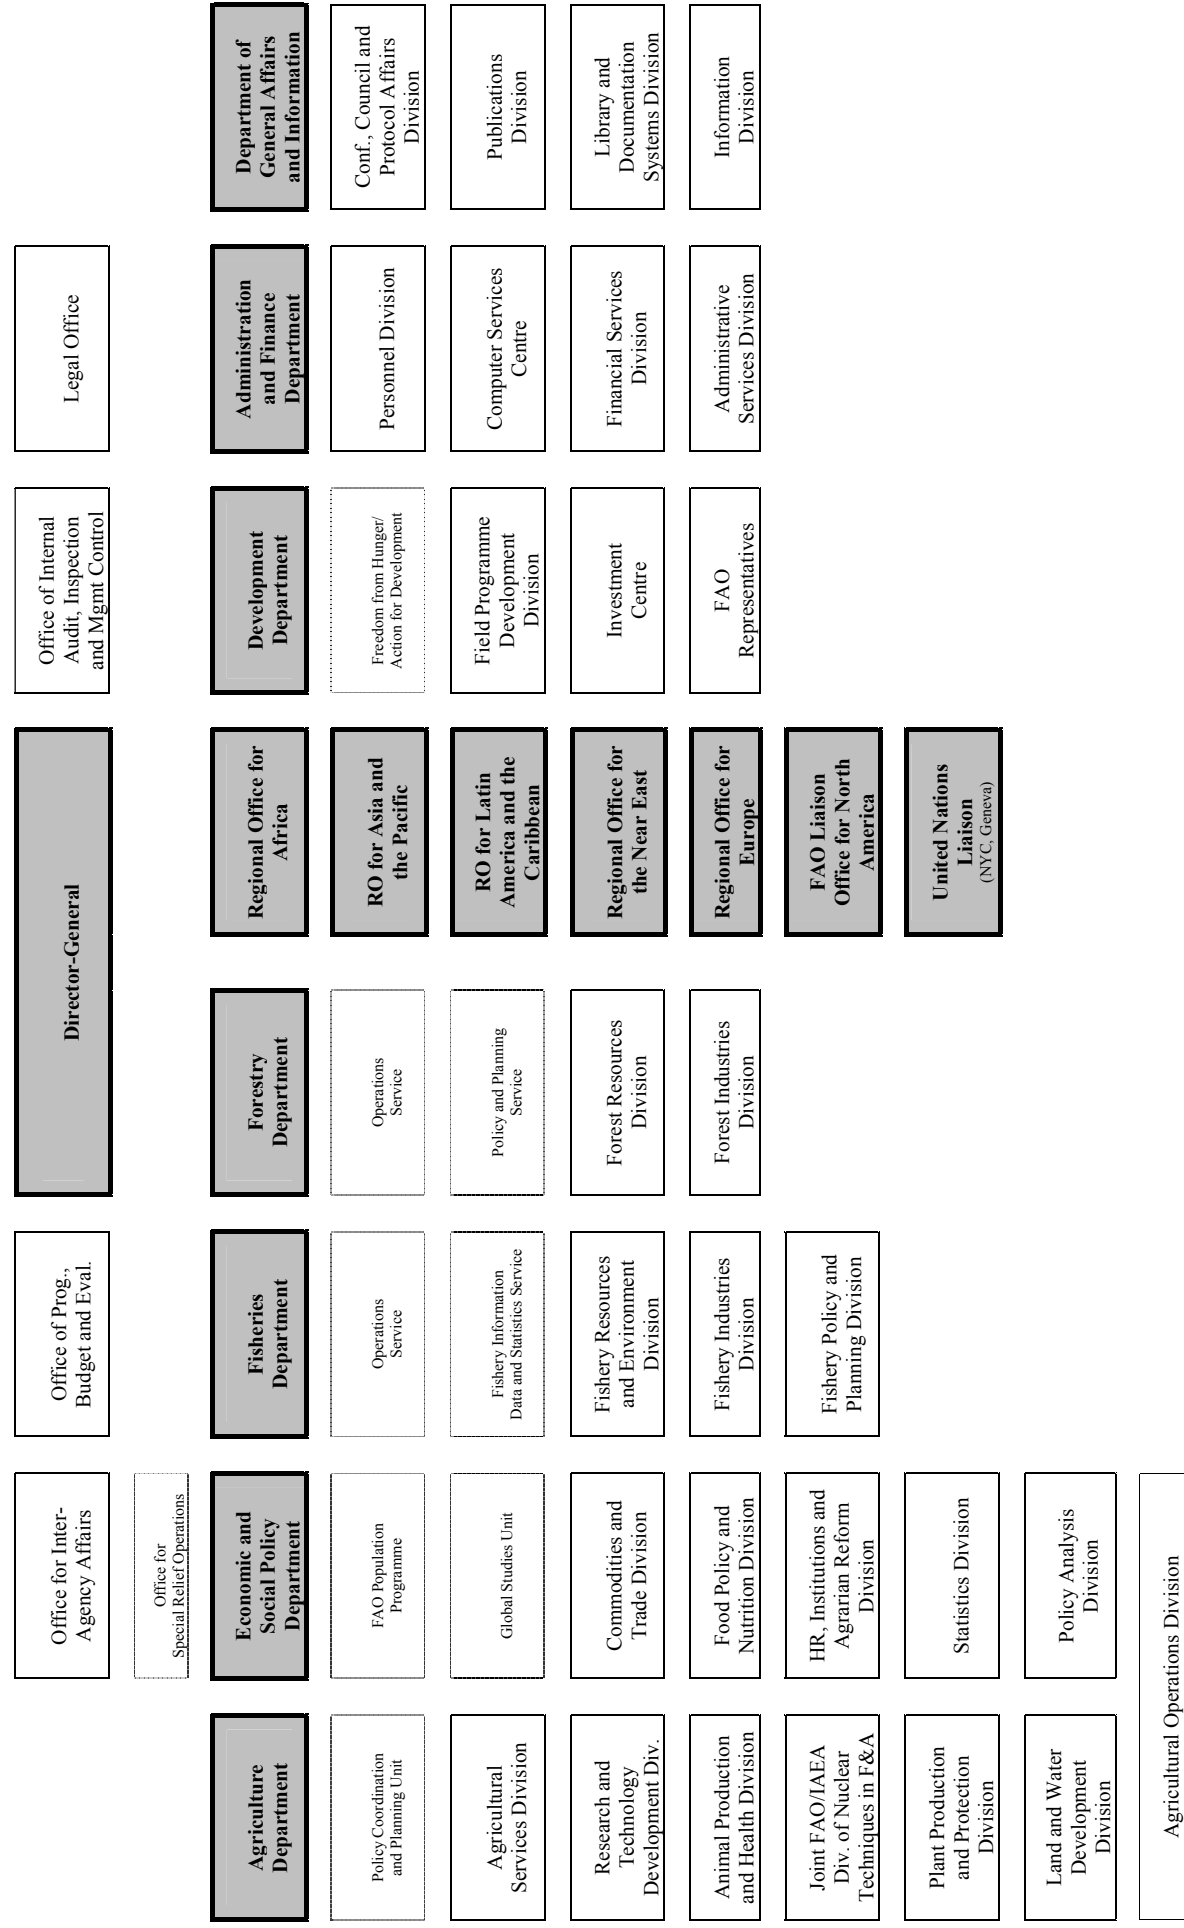 Office for Inter-
Agency Affairs
Office of Prog.,
Budget and Eval.
Director-General
Office of Internal
Audit, Inspection
and Mgmt Control
Legal Office
Office for
Special Relief Operations
Agriculture
Department
Economic and
Social Policy
Department
Fisheries
Department
Forestry
Department
Regional Office for
Africa
Development
Department
Administration
and Finance
Department
Department of
General Affairs
and Information
Policy Coordination
and Planning Unit
FAO Population
Programme
Operations
Service
Operations
Service
RO for Asia and
the Pacific
Freedom from Hunger/
Action for Development
Personnel Division
Conf., Council and
Protocol Affairs
Division
Agricultural
Services Division
Global Studies Unit
Fishery Information
Data and Statistics Service
Policy and Planning
Service
RO for Latin
America and the
Caribbean
Field Programme
Development
Division
Computer Services
Centre
Publications
Division
Research and
Technology
Development Div.
Commodities and
Trade Division
Fishery Resources
and Environment
Division
Forest Resources
Division
Regional Office for
the Near East
Investment
Centre
Financial Services
Division
Library and
Documentation
Systems Division
Animal Production
and Health Division
Food Policy and
Nutrition Division
Fishery Industries
Division
Forest Industries
Division
Regional Office for
Europe
FAO
Representatives
Administrative
Services Division
Information
Division
Joint FAO/IAEA
Div. of Nuclear
Techniques in F&A
HR, Institutions and
Agrarian Reform
Division
Fishery Policy and
Planning Division
FAO Liaison
Office for North
America
Plant Production
and Protection
Division
Statistics Division
United Nations
Liaison
(NYC, Geneva)
Land and Water
Development
Division
Policy Analysis
Division
Agricultural Operations Division